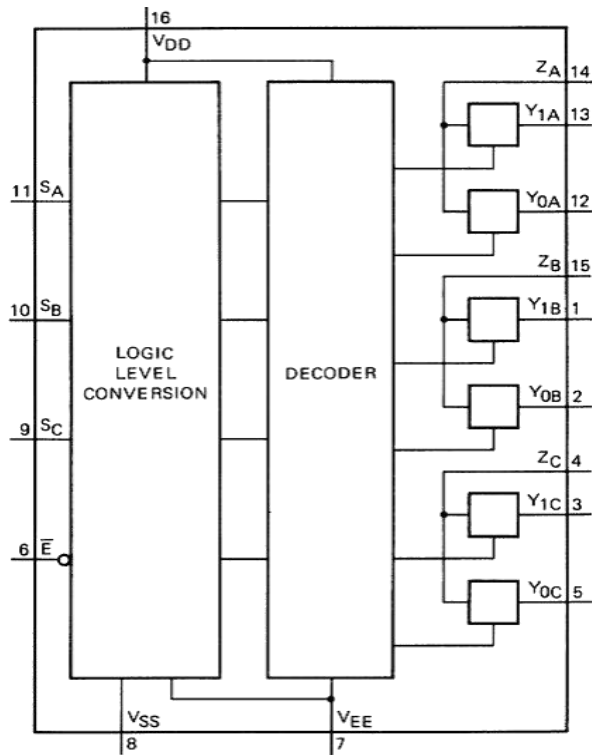 16
VDD
ZA 14
Y1A 13
11 SA
Y0A 12
ZB 15
10 SB
Y1B 1
LOGIC
LEVEL
CONVERSION
DECODER
Y0B 2
9 SC
ZC 4
Y1C 3
6 E̅
Y0C 5
VSS
VEE
8
7